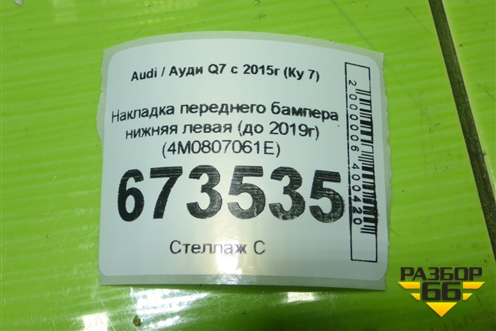 Audi / Ауди Q7 с 2015г (Ку 7)
Накладка переднего бампера
нижняя левая (до 2019г)
(4M0807061E)
673535
Стеллаж С
2000006400420
РАЗБОР
66